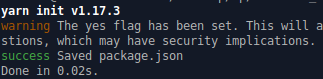 yarn init v1.17.3
warning The yes flag has been set. This will a
stions, which may have security implications.
success Saved package.json
Done in 0.02s.